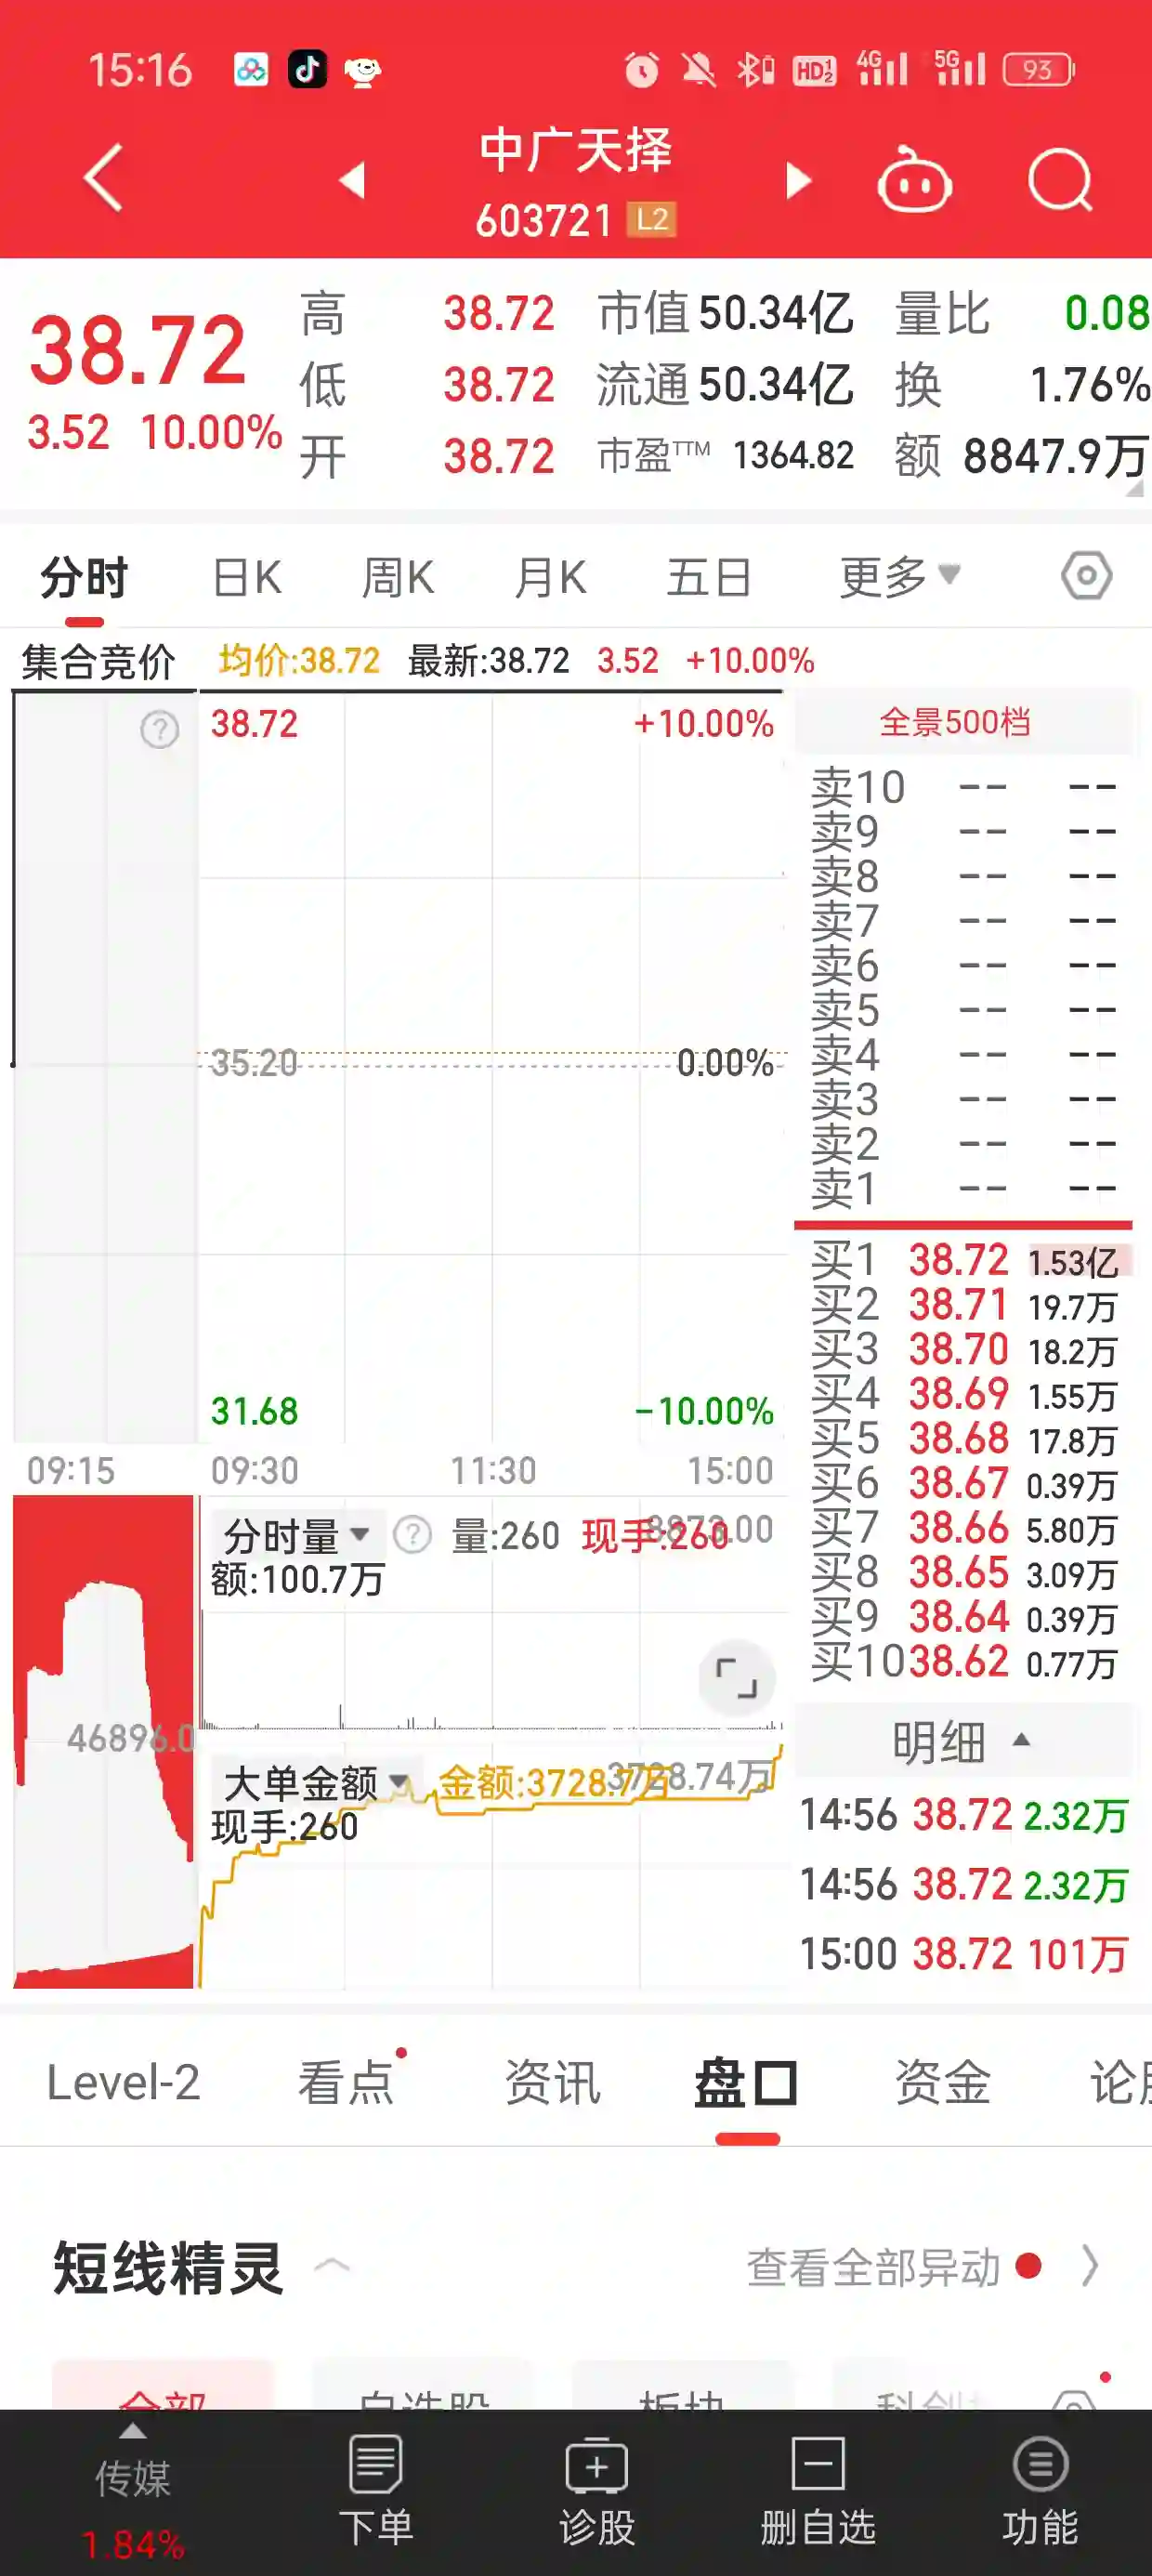 15:16 HD 1 2 4G 5G 93
中广天择
603721 L2
38.72
3.52 10.00%
高 38.72 市值 50.34亿 量比 0.08
低 38.72 流通 50.34亿 换 1.76%
开 38.72 市盈TTM 1364.82 额 8847.9万
分时 日K 周K 月K 五日 更多
集合竞价 均价:38.72 最新:38.72 3.52 +10.00%
? 38.72 +10.00%
35.20 0.00%
31.68 -10.00%
09:15 09:30 11:30 15:00
全景500档
卖10 -- --
卖9 -- --
卖8 -- --
卖7 -- --
卖6 -- --
卖5 -- --
卖4 -- --
卖3 -- --
卖2 -- --
卖1 -- --
买1 38.72 1.53亿
买2 38.71 19.7万
买3 38.70 18.2万
买4 38.69 1.55万
买5 38.68 17.8万
买6 38.67 0.39万
买7 38.66 5.80万
买8 38.65 3.09万
买9 38.64 0.39万
买10 38.62 0.77万
分时量 ? 量:260 现手:260
额:100.7万
46896.0
大单金额 金额:3728.7万 3728.74万
现手:260
明细
14:56 38.72 2.32万
14:56 38.72 2.32万
15:00 38.72 101万
Level-2 看点 资讯 盘口 资金 论股
短线精灵 查看全部异动
全部 自选股 板块 科创
传媒 下单 诊股 删自选 功能
1.84%